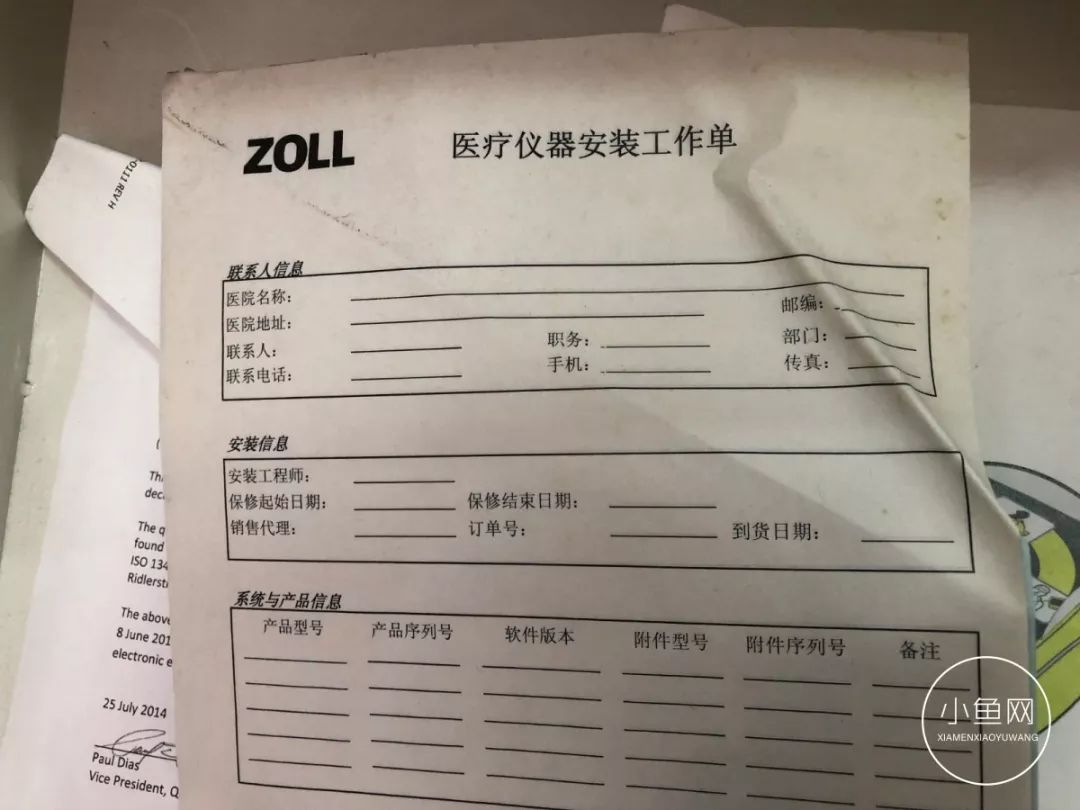 ZOLL 医疗仪器安装工作单
联系人信息
医院名称: 邮编:
医院地址:
联系人: 职务: 部门:
联系电话: 手机: 传真:
安装信息
安装工程师:
保修起始日期: 保修结束日期:
销售代理: 订单号: 到货日期:
系统与产品信息
产品型号 产品序列号 软件版本 附件型号 附件序列号 备注
-0111 REV H
The q
found
ISO 134
The above
8 June 201
electronic e
25 July 2014
Paul Dias
Vice President, Q
小鱼网
XIAMENXIAOYUWANG